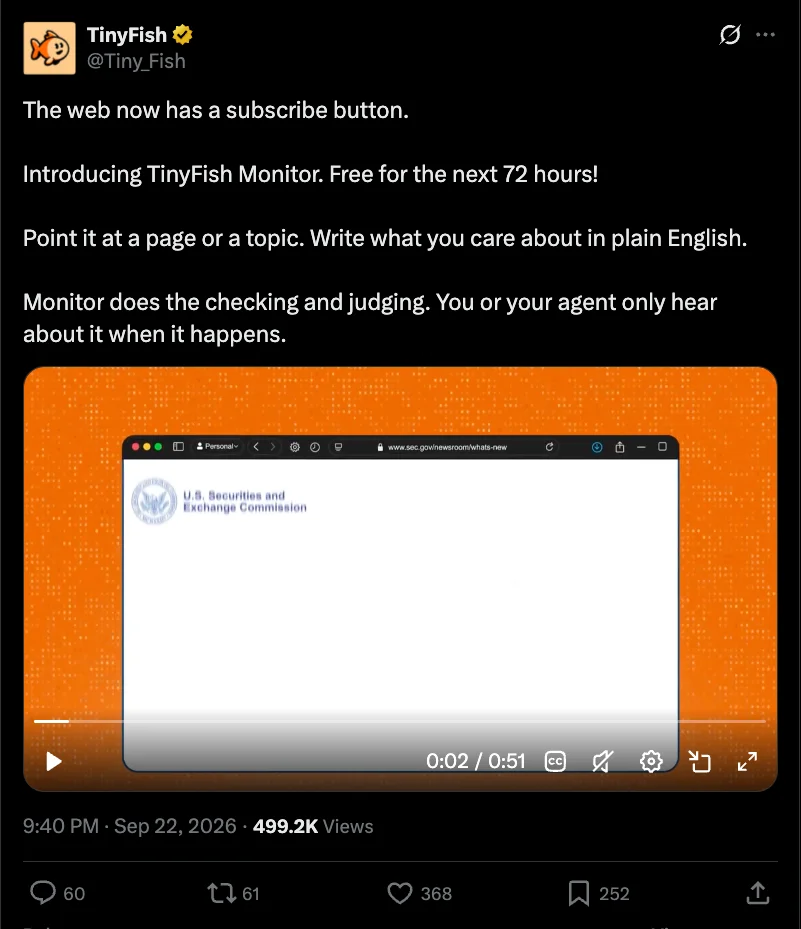 TinyFish
@Tiny_Fish
The web now has a subscribe button.
Introducing TinyFish Monitor. Free for the next 72 hours!
Point it at a page or a topic. Write what you care about in plain English.
Monitor does the checking and judging. You or your agent only hear
about it when it happens.
Personal
www.sec.gov/newsroom/whats-new
U.S. Securities and
Exchange Commission
0:02 / 0:51
CC
9:40 PM · Sep 22, 2026 · 499.2K Views
60
61
368
252